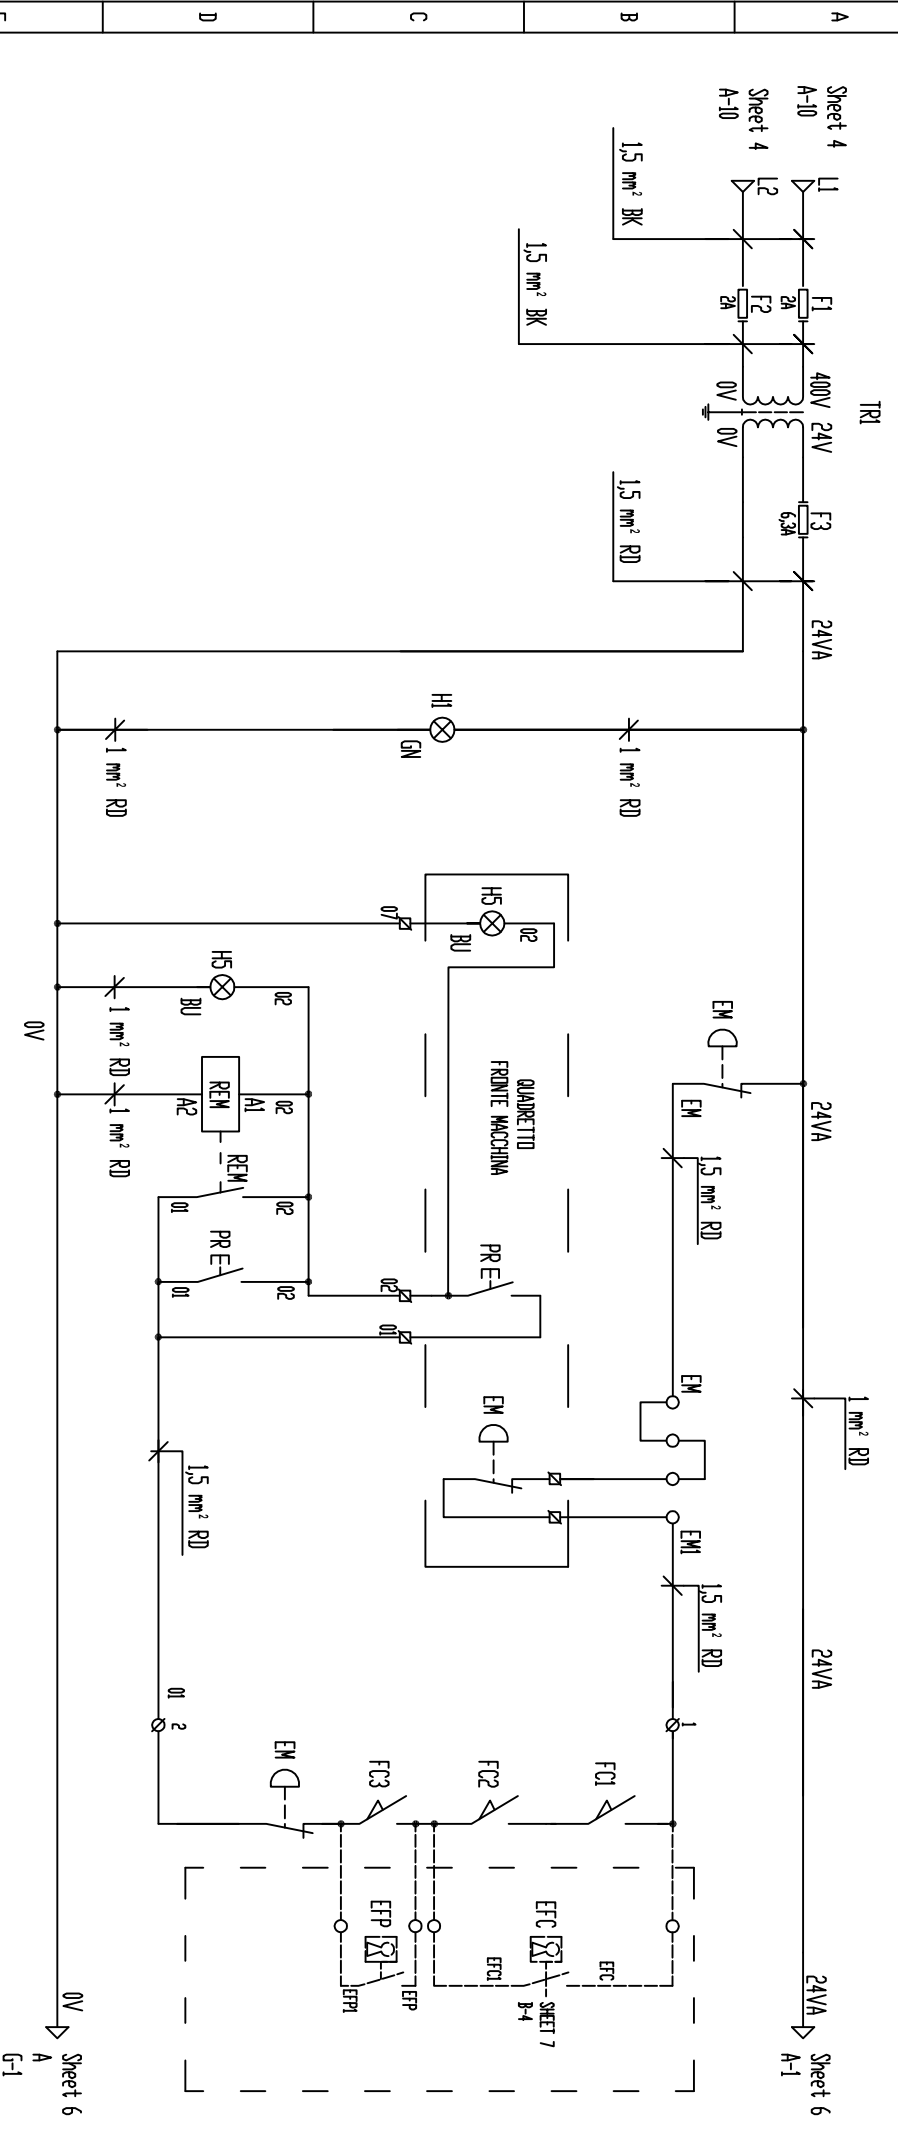 A
B
C
D
Sheet 4
A-10
Sheet 4
A-10
L1
L2
1,5 mm² BK
F1
2A
F2
2A
1,5 mm² BK
TR1
400V
24V
0V
0V
F3
6,3A
1,5 mm² RD
24VA
H1
GN
1 mm² RD
1 mm² RD
H5
BU
02
07
H5
BU
02
1 mm² RD
0V
REM
A1
A2
02
1 mm² RD
QUADRETTO
FRONTE MACCHINA
EM
EM
24VA
1,5 mm² RD
REM
02
01
PR E
02
01
PR E
02
01
EM
EM
EM1
1 mm² RD
1,5 mm² RD
1,5 mm² RD
24VA
01
2
1
EM
FC3
FC2
FC1
EFP
EFP1
EFP
EFC
EFC1
EFC
SHEET 7
B-4
24VA
Sheet 6
A-1
0V
Sheet 6
A
G-1